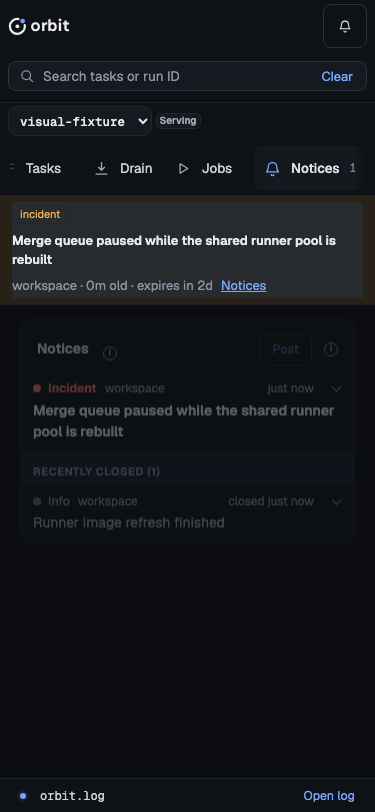 orbit
Search tasks or run ID Clear
visual-fixture Serving
Tasks Drain Jobs Notices 1
incident
Merge queue paused while the shared runner pool is
rebuilt
workspace · 0m old · expires in 2d Notices
Notices Post
Incident workspace just now
Merge queue paused while the shared runner
pool is rebuilt
RECENTLY CLOSED (1)
Info workspace closed just now
Runner image refresh finished
orbit.log Open log